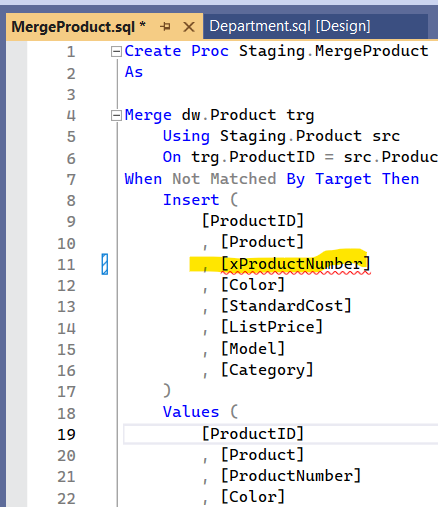 MergeProduct.sql * Department.sql [Design]
1 Create Proc Staging.MergeProduct
2 As
3
4 Merge dw.Product trg
5 Using Staging.Product src
6 On trg.ProductID = src.Produc
7 When Not Matched By Target Then
8 Insert (
9 [ProductID]
10 , [Product]
11 , [xProductNumber]
12 , [Color]
13 , [StandardCost]
14 , [ListPrice]
15 , [Model]
16 , [Category]
17 )
18 Values (
19 [ProductID]
20 , [Product]
21 , [ProductNumber]
22 , [Color]